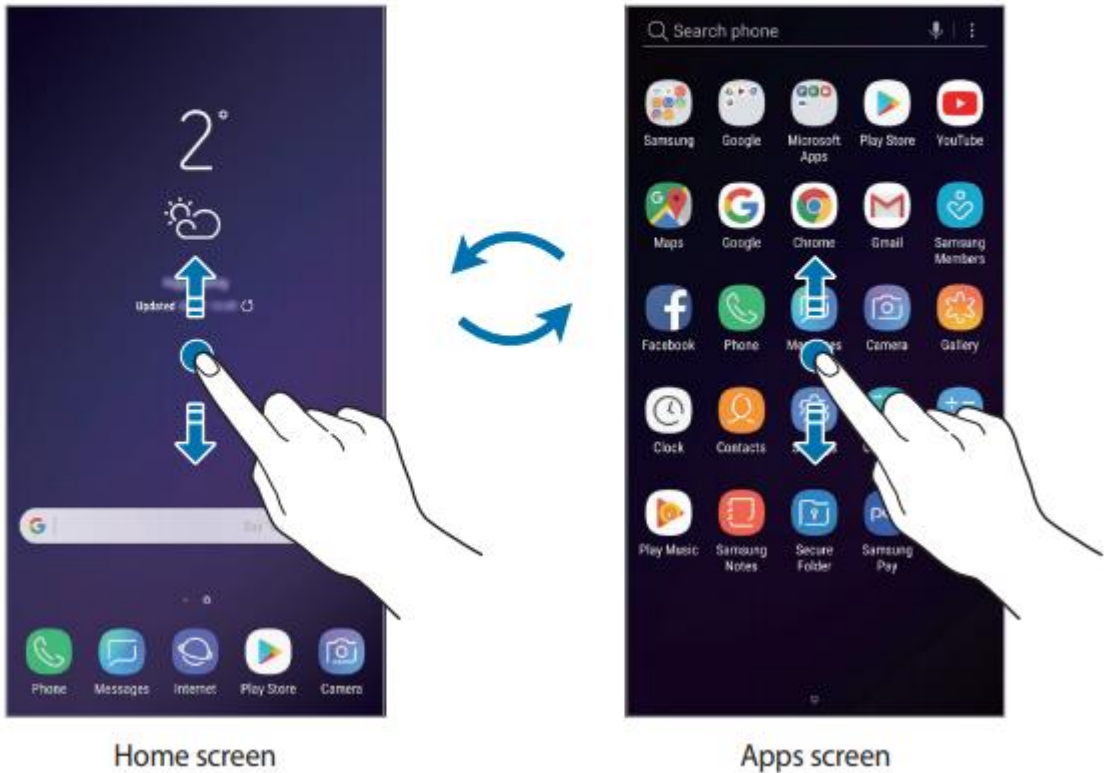 2°
Updated
G
Phone Messages Internet Play Store Camera
Home screen
Search phone
Samsung Google Microsoft Play Store YouTube
Apps
Maps Google Chrome Gmail Samsung
Members
Facebook Phone Camera Gallery
Clock Contacts
Play Music Samsung Secure Samsung
Notes Folder Pay
Apps screen